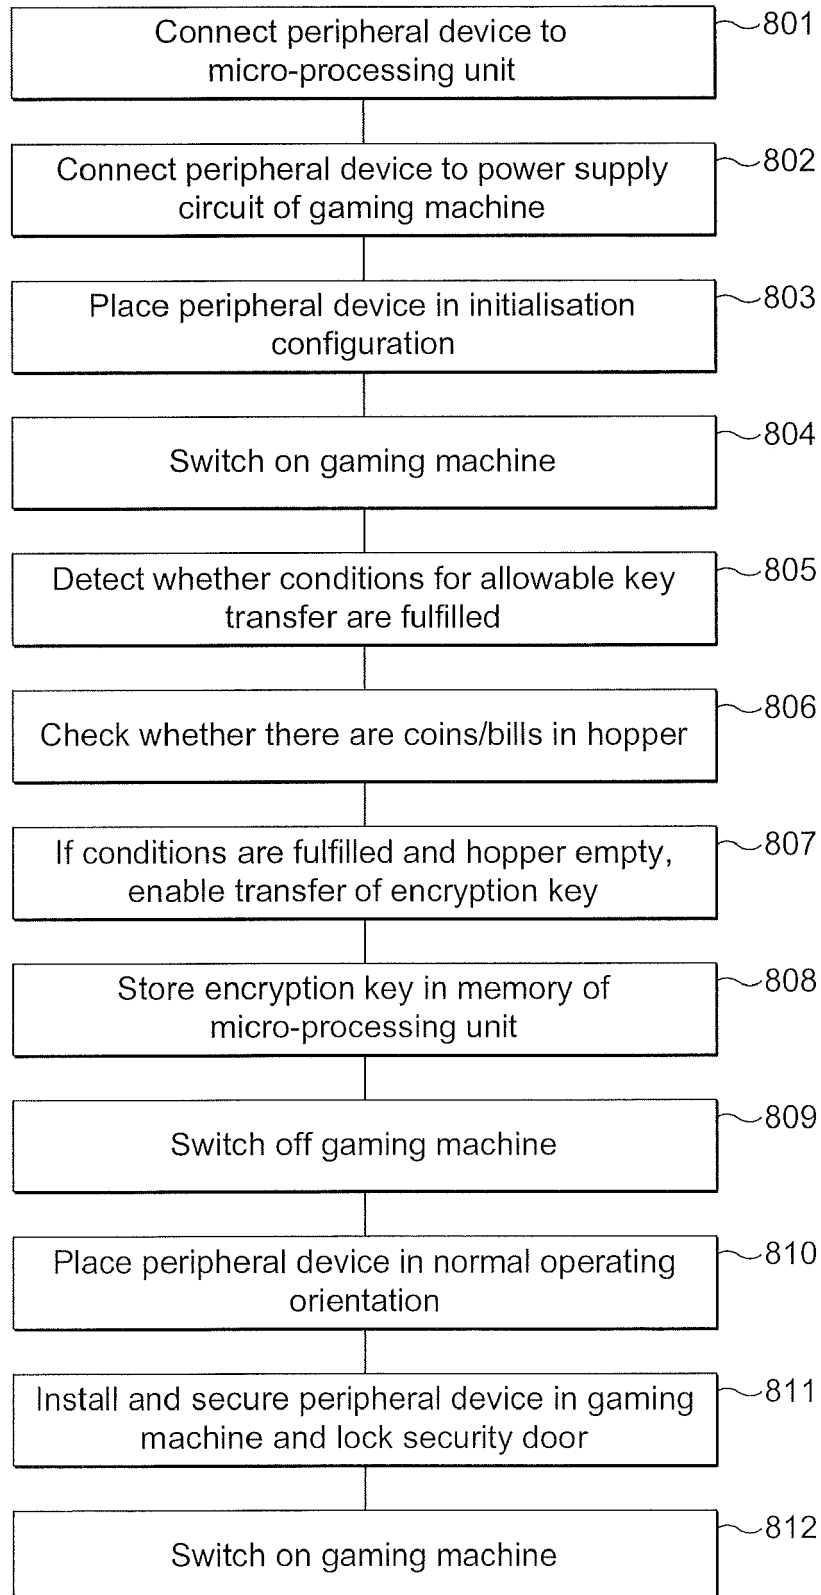 Connect peripheral device to
micro-processing unit
801
Connect peripheral device to power supply
circuit of gaming machine
802
Place peripheral device in initialisation
configuration
803
Switch on gaming machine
804
Detect whether conditions for allowable key
transfer are fulfilled
805
Check whether there are coins/bills in hopper
806
If conditions are fulfilled and hopper empty,
enable transfer of encryption key
807
Store encryption key in memory of
micro-processing unit
808
Switch off gaming machine
809
Place peripheral device in normal operating
orientation
810
Install and secure peripheral device in gaming
machine and lock security door
811
Switch on gaming machine
812